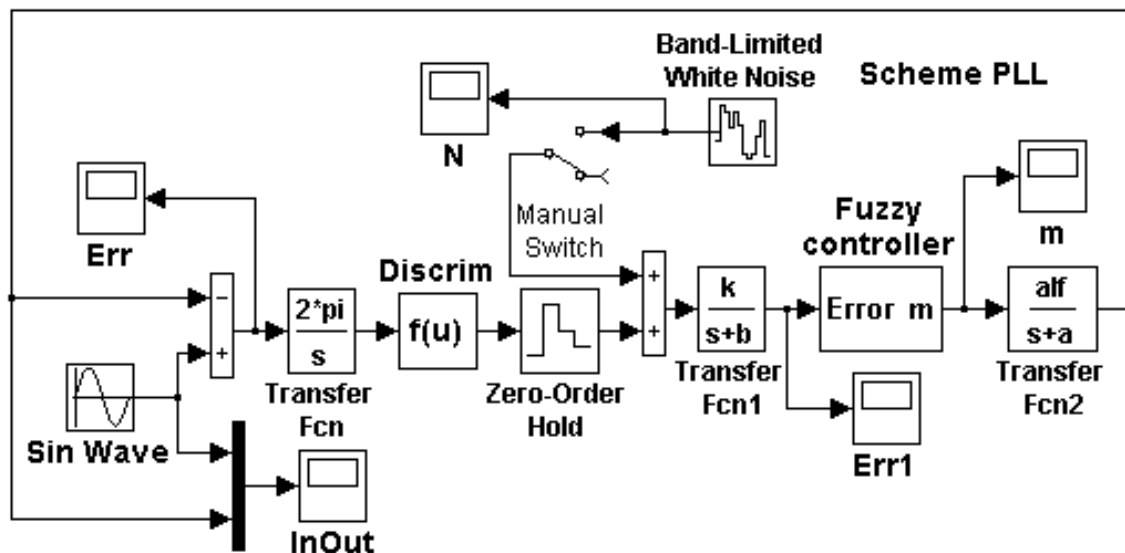 Band-Limited
White Noise
Scheme PLL
N
Err
Manual
Switch
Fuzzy
controller
m
Discrim
−
+
2*pi
s
f(u)
+
+
k
s+b
Error m
alf
s+a
Transfer
Fcn
Zero-Order
Hold
Transfer
Fcn1
Transfer
Fcn2
Sin Wave
Err1
InOut